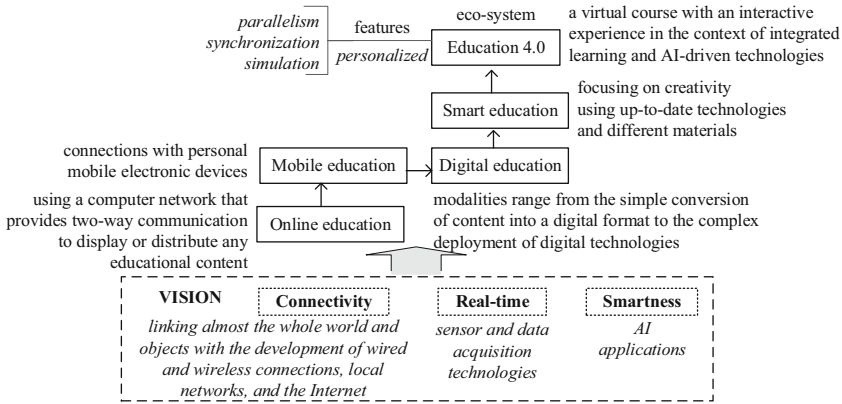 parallelism
synchronization
simulation
features
personalized
eco-system
Education 4.0
a virtual course with an interactive
experience in the context of integrated
learning and AI-driven technologies
Smart education
focusing on creativity
using up-to-date technologies
and different materials
connections with personal
mobile electronic devices
Mobile education
Digital education
using a computer network that
provides two-way communication
to display or distribute any
educational content
Online education
modalities range from the simple conversion
of content into a digital format to the complex
deployment of digital technologies
VISION
Connectivity
linking almost the whole world and
objects with the development of wired
and wireless connections, local
networks, and the Internet
Real-time
sensor and data
acquisition
technologies
Smartness
AI
applications